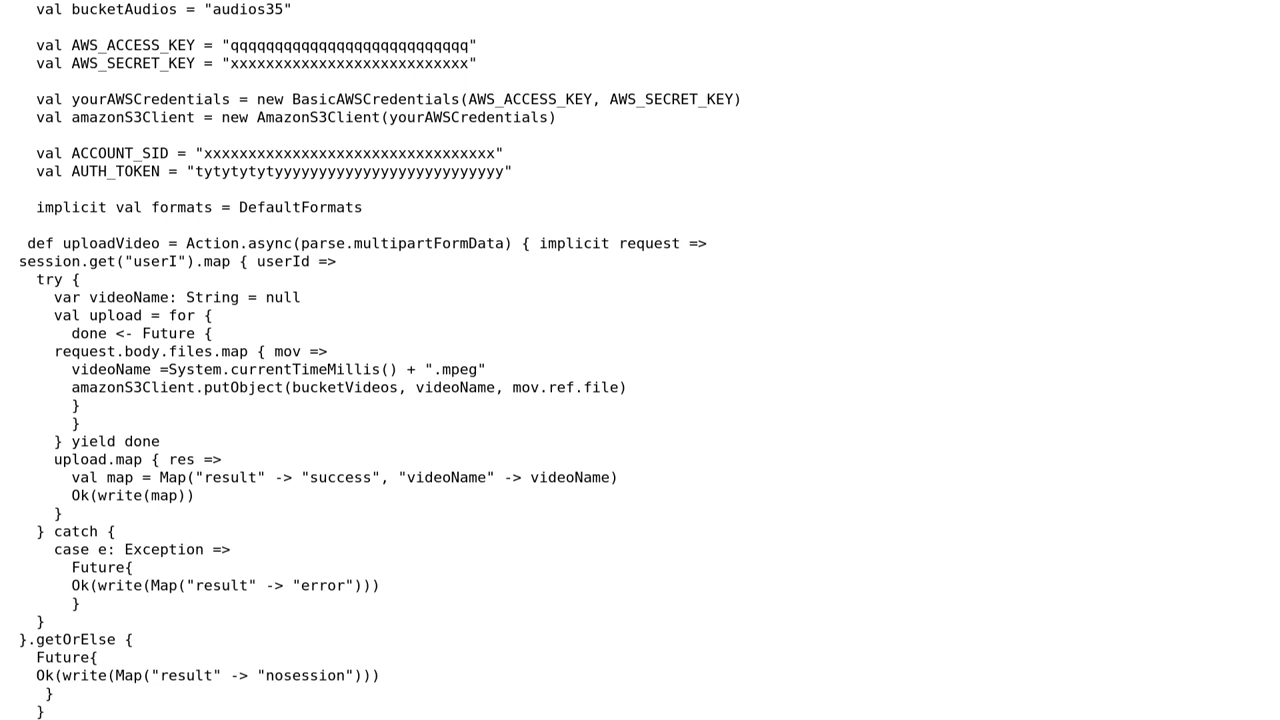 val bucketAudios = "audios35"
val AWS_ACCESS_KEY = "qqqqqqqqqqqqqqqqqqqqqqqqqqq"
val AWS_SECRET_KEY = "xxxxxxxxxxxxxxxxxxxxxxxxxxx"
val yourAWSCredentials = new BasicAWSCredentials(AWS_ACCESS_KEY, AWS_SECRET_KEY)
val amazonS3Client = new AmazonS3Client(yourAWSCredentials)
val ACCOUNT_SID = "xxxxxxxxxxxxxxxxxxxxxxxxxxxxxxxxx"
val AUTH_TOKEN = "tytytytytyyyyyyyyyyyyyyyyyyyyyyyyyy"
implicit val formats = DefaultFormats
def uploadVideo = Action.async(parse.multipartFormData) { implicit request =>
session.get("userI").map { userId =>
try {
var videoName: String = null
val upload = for {
done <- Future {
request.body.files.map { mov =>
videoName =System.currentTimeMillis() + ".mpeg"
amazonS3Client.putObject(bucketVideos, videoName, mov.ref.file)
}
}
} yield done
upload.map { res =>
val map = Map("result" -> "success", "videoName" -> videoName)
Ok(write(map))
}
} catch {
case e: Exception =>
Future{
Ok(write(Map("result" -> "error")))
}
}
}.getOrElse {
Future{
Ok(write(Map("result" -> "nosession")))
}
}